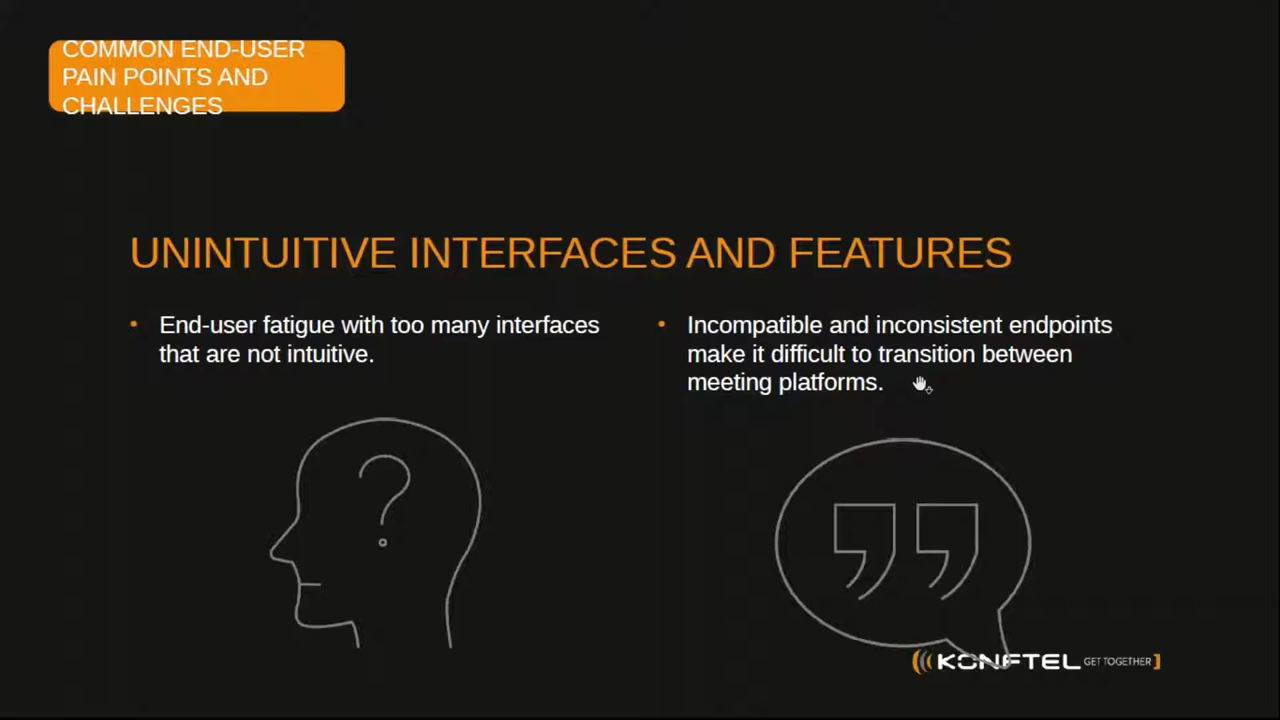 COMMON END-USER
PAIN POINTS AND
CHALLENGES
UNINTUITIVE INTERFACES AND FEATURES
• End-user fatigue with too many interfaces
that are not intuitive.
• Incompatible and inconsistent endpoints
make it difficult to transition between
meeting platforms.
KONFTEL GET TOGETHER